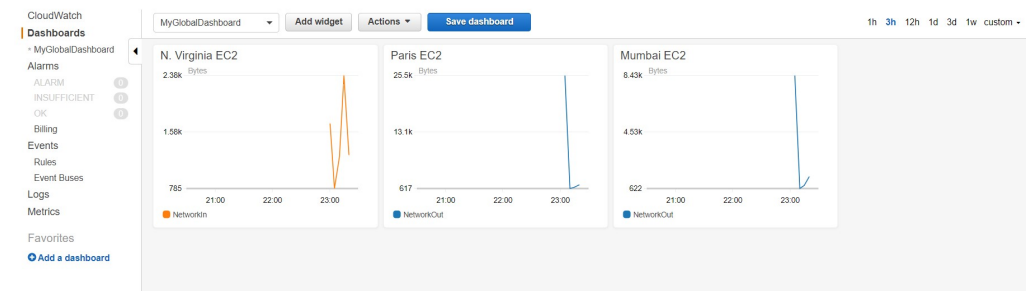 CloudWatch
Dashboards
MyGlobalDashboard
Alarms
ALARM 0
INSUFFICIENT 0
OK 0
Billing
Events
Rules
Event Buses
Logs
Metrics
Favorites
Add a dashboard
MyGlobalDashboard Add widget Actions Save dashboard 1h 3h 12h 1d 3d 1w custom
N. Virginia EC2
Bytes
2.38k
1.58k
785
21:00 22:00 23:00
NetworkIn
Paris EC2
Bytes
25.5k
13.1k
617
21:00 22:00 23:00
NetworkOut
Mumbai EC2
Bytes
8.43k
4.53k
622
21:00 22:00 23:00
NetworkOut